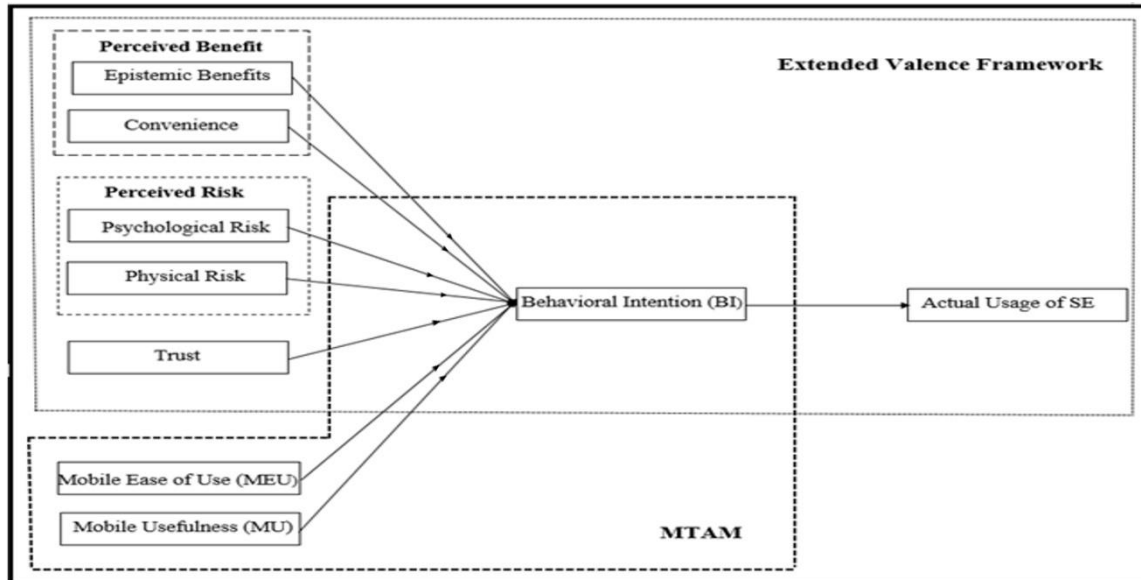 Perceived Benefit
Epistemic Benefits
Convenience
Extended Valence Framework
Perceived Risk
Psychological Risk
Physical Risk
Trust
Behavioral Intention (BI)
Actual Usage of SE
Mobile Ease of Use (MEU)
Mobile Usefulness (MU)
MTAM